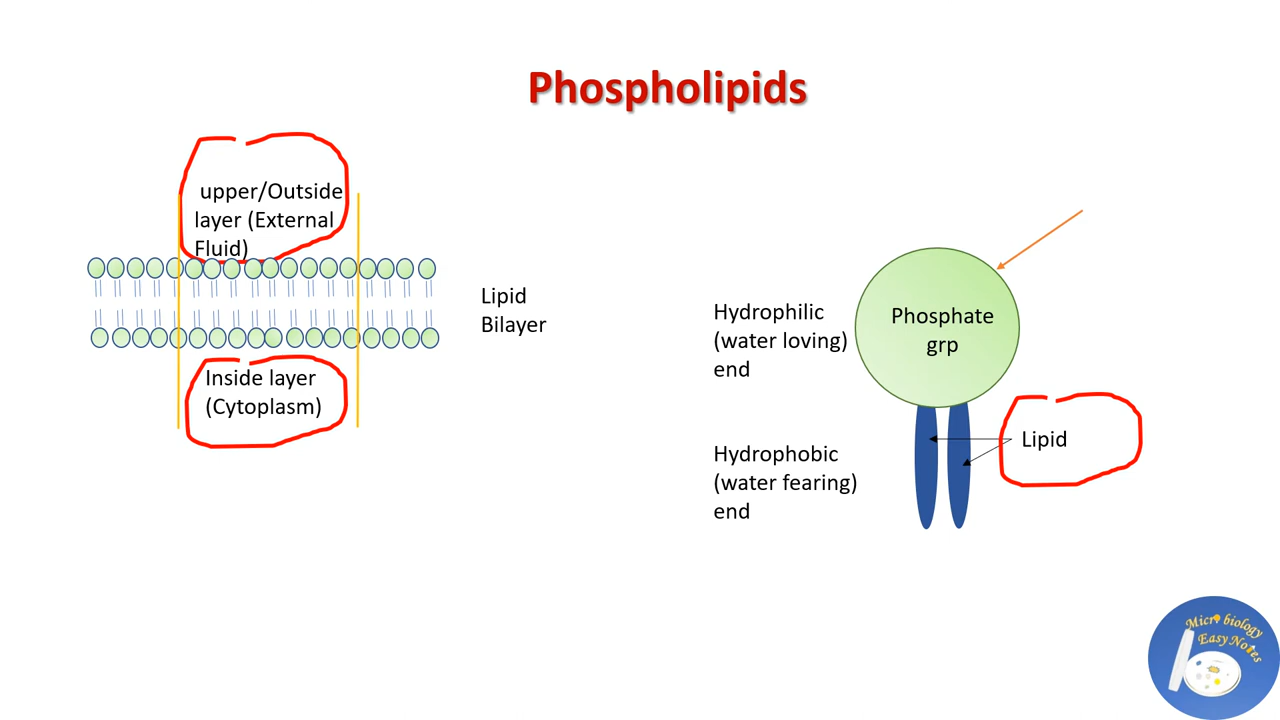 Phospholipids
upper/Outside
layer (External
Fluid)
Lipid
Bilayer
Inside layer
(Cytoplasm)
Hydrophilic
(water loving)
end
Phosphate
grp
Hydrophobic
(water fearing)
end
Lipid
Micro biology
Easy Notes